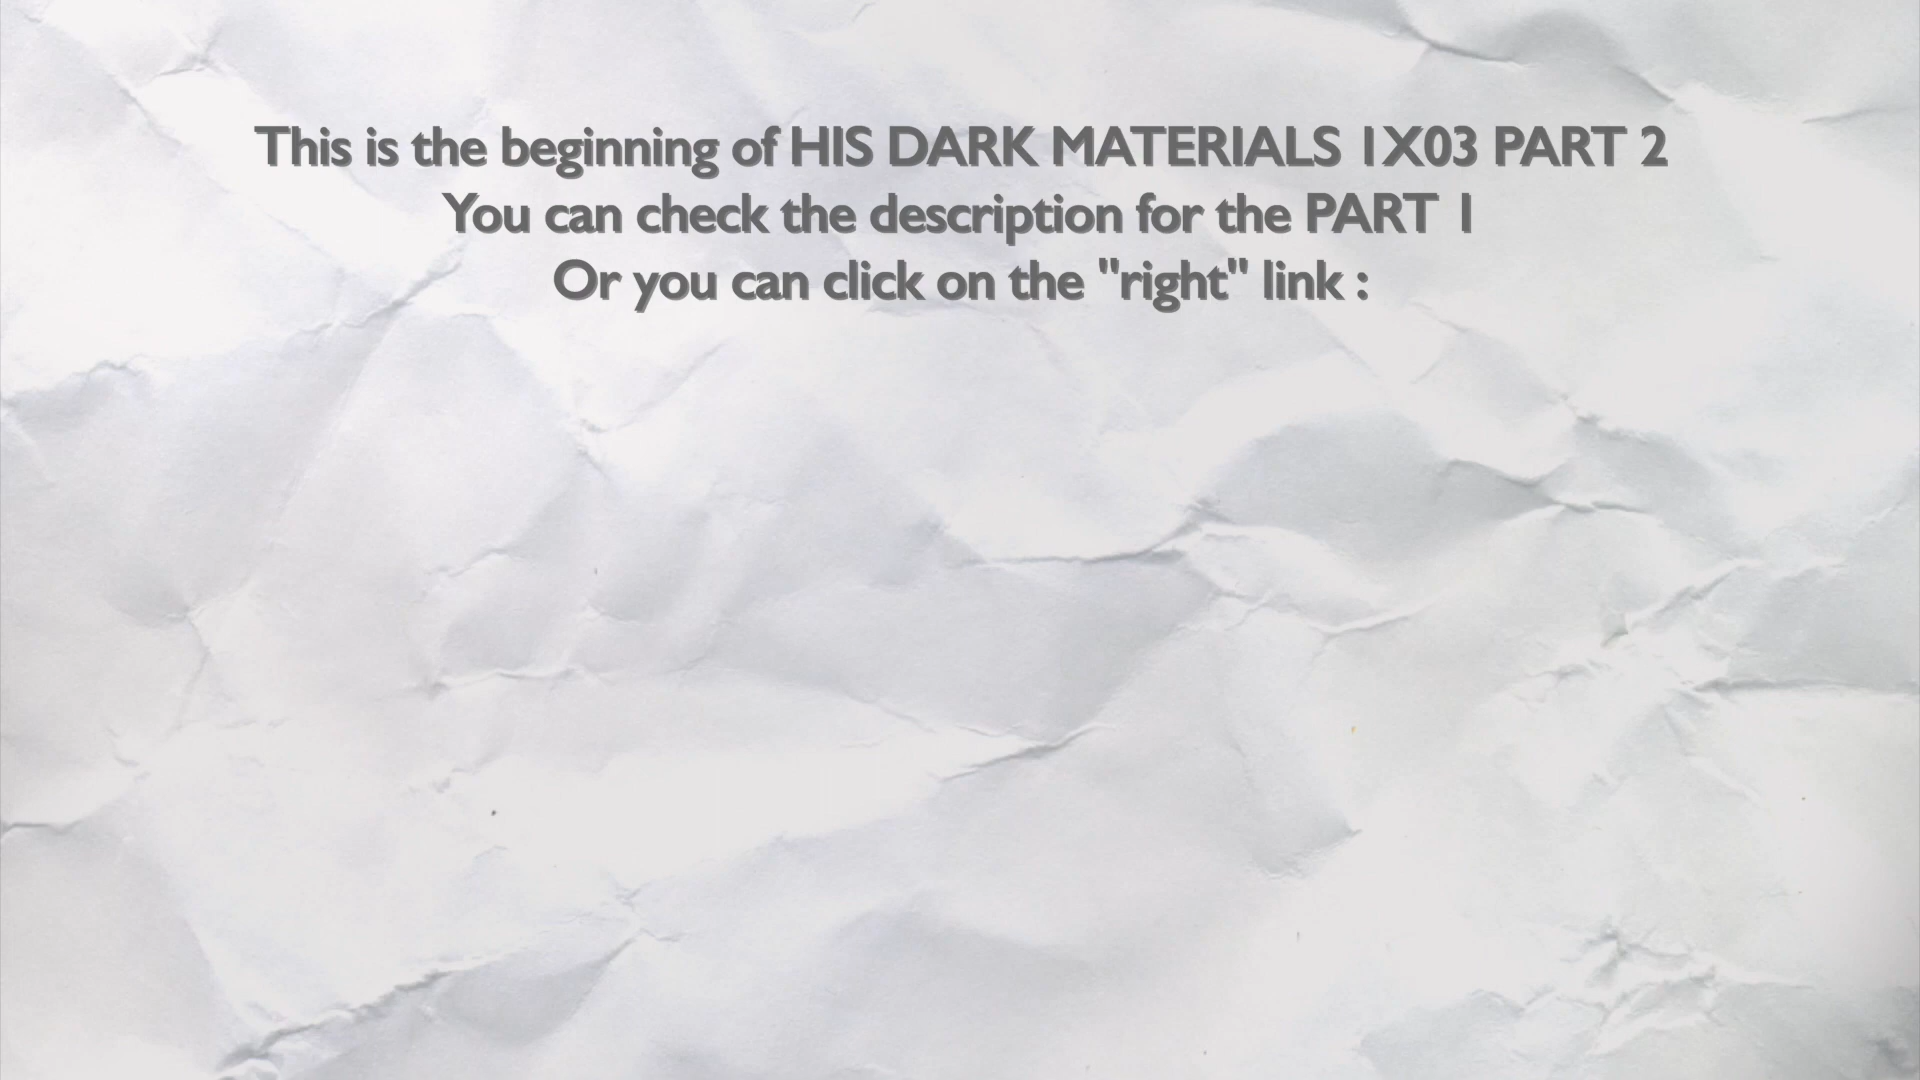 This is the beginning of HIS DARK MATERIALS 1X03 PART 2
You can check the description for the PART 1
Or you can click on the "right" link :